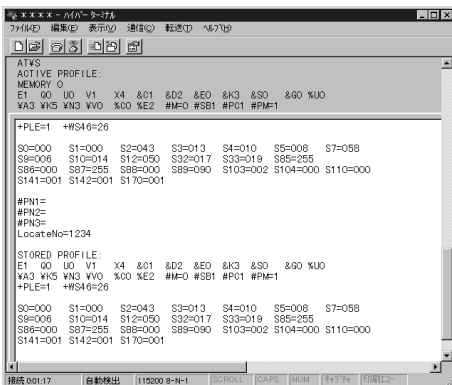 ＊＊＊＊ - ﾊｲﾊﾟｰ ﾀｰﾐﾅﾙ
ファイル(F) 編集(E) 表示(V) 通信(C) 転送(T) ﾍﾙﾌﾟ(H)
AT¥S
ACTIVE PROFILE:
MEMORY 0
E1 Q0 U0 V1 X4 &C1 &D2 &E0 &K3 &S0 &G0 %U0
¥A3 ¥K5 ¥N3 ¥V0 %C0 %E2 #M=0 #SB1 #PC1 #PM=1
+PLE=1 +WS46=26
S0=000 S1=000 S2=043 S3=013 S4=010 S5=008 S7=058
S9=006 S10=014 S12=050 S32=017 S33=019 S85=255
S86=000 S87=255 S88=000 S89=090 S103=002 S104=000 S110=000
S141=001 S142=001 S170=001
#PN1=
#PN2=
#PN3=
LocateNo=1234
STORED PROFILE:
E1 Q0 U0 V1 X4 &C1 &D2 &E0 &K3 &S0 &G0 %U0
¥A3 ¥K5 ¥N3 ¥V0 %C0 %E2 #M=0 #SB1 #PC1 #PM=1
+PLE=1 +WS46=26
S0=000 S1=000 S2=043 S3=013 S4=010 S5=008 S7=058
S9=006 S10=014 S12=050 S32=017 S33=019 S85=255
S86=000 S87=255 S88=000 S89=090 S103=002 S104=000 S110=000
S141=001 S142=001 S170=001
接続 0:01:17 自動検出 115200 8-N-1 SCROLL CAPS NUM ｷｬﾌﾟﾁｬ 印刷ｴｺｰ